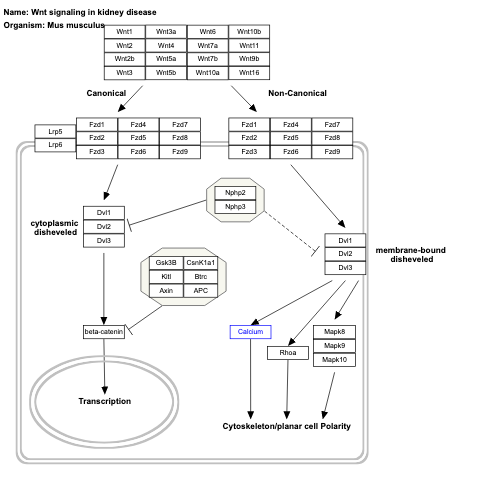 Name: Wnt signaling in kidney disease
Organism: Mus musculus
Wnt1 Wnt3a Wnt6 Wnt10b
Wnt2 Wnt4 Wnt7a Wnt11
Wnt2b Wnt5a Wnt7b Wnt9b
Wnt3 Wnt5b Wnt10a Wnt16
Canonical Non-Canonical
Lrp5
Lrp6
Fzd1 Fzd4 Fzd7
Fzd2 Fzd5 Fzd8
Fzd3 Fzd6 Fzd9
Fzd1 Fzd4 Fzd7
Fzd2 Fzd5 Fzd8
Fzd3 Fzd6 Fzd9
Nphp2
Nphp3
cytoplasmic
disheveled
Dvl1
Dvl2
Dvl3
Dvl1
Dvl2
Dvl3
membrane-bound
disheveled
Gsk3B CsnK1a1
Kitl Btrc
Axin APC
beta-catenin
Calcium
Rhoa
Mapk8
Mapk9
Mapk10
Transcription
Cytoskeleton/planar cell Polarity